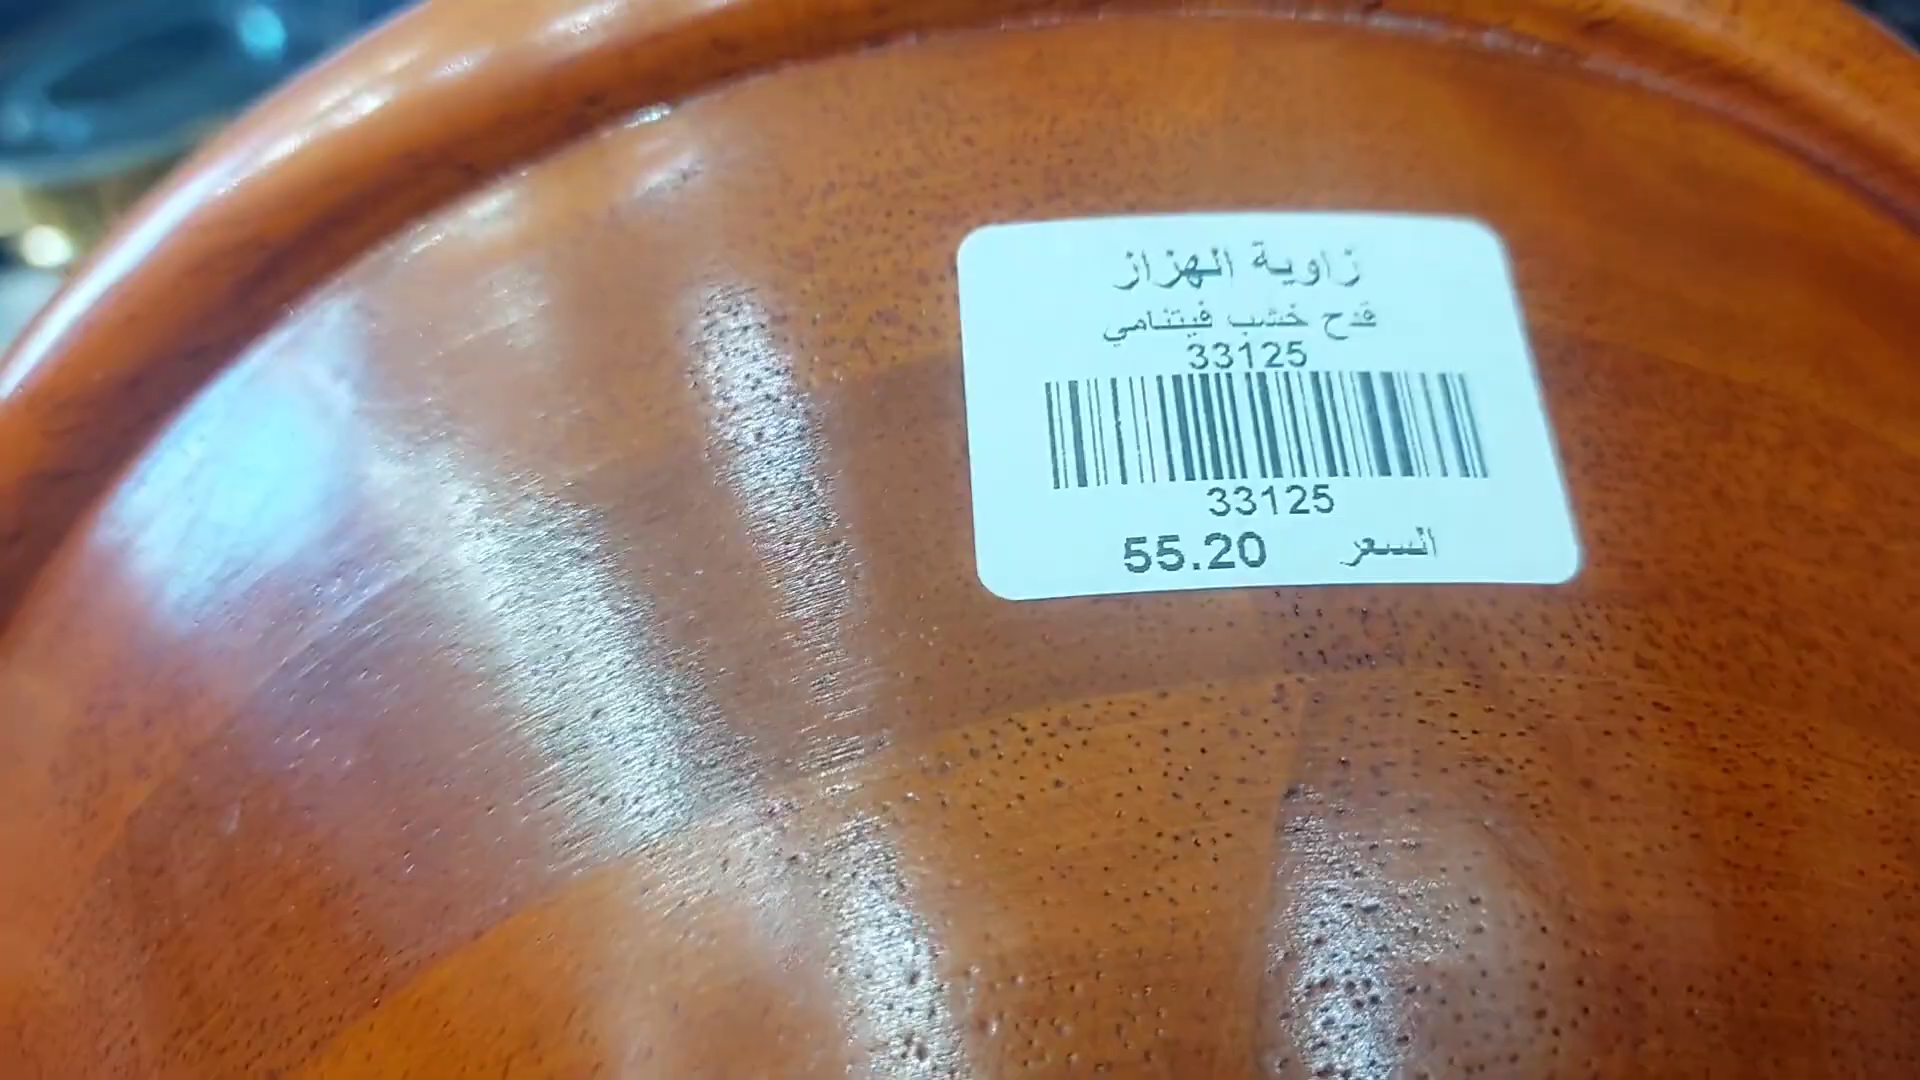 زاوية الهزاز
قدح خشب فيتنامي
33125
33125
السعر 55.20